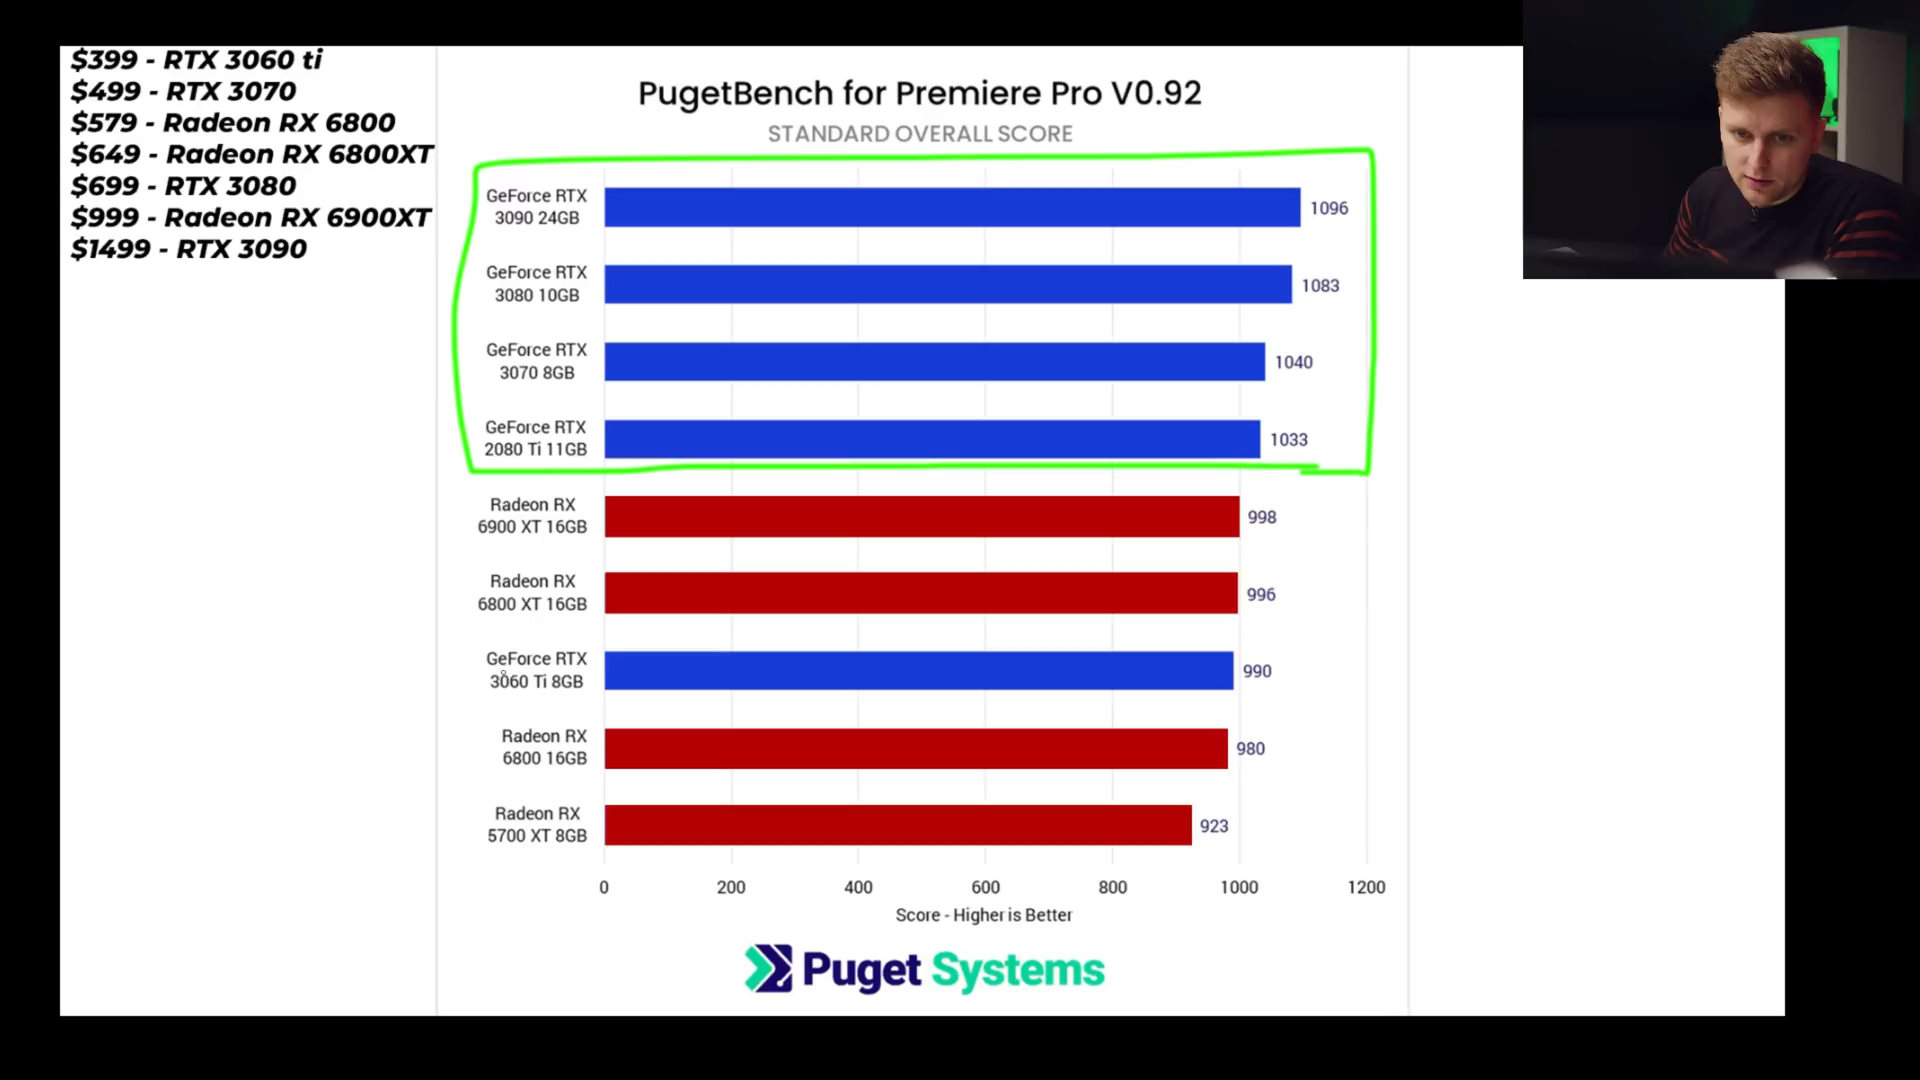 $399 - RTX 3060 ti
$499 - RTX 3070
$579 - Radeon RX 6800
$649 - Radeon RX 6800XT
$699 - RTX 3080
$999 - Radeon RX 6900XT
$1499 - RTX 3090
PugetBench for Premiere Pro V0.92
STANDARD OVERALL SCORE
GeForce RTX
3090 24GB
1096
GeForce RTX
3080 10GB
1083
GeForce RTX
3070 8GB
1040
GeForce RTX
2080 Ti 11GB
1033
Radeon RX
6900 XT 16GB
998
Radeon RX
6800 XT 16GB
996
GeForce RTX
3060 Ti 8GB
990
Radeon RX
6800 16GB
980
Radeon RX
5700 XT 8GB
923
0 200 400 600 800 1000 1200
Score - Higher is Better
Puget Systems